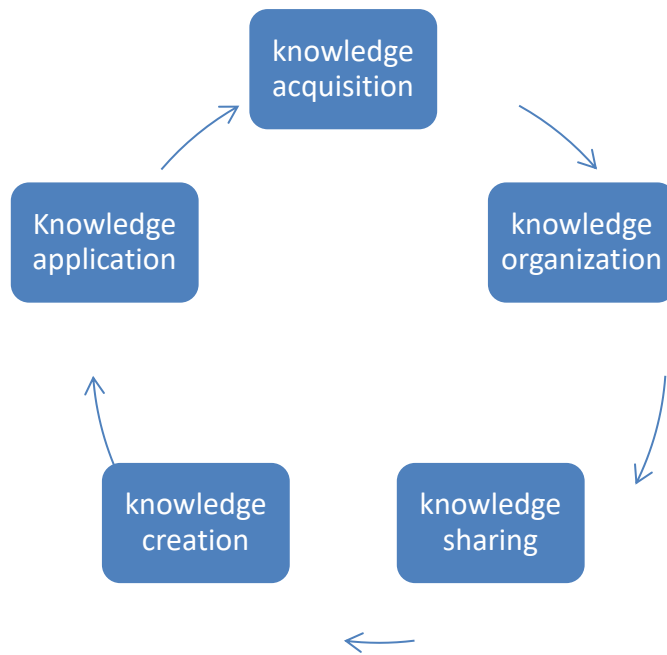 knowledge
acquisition
knowledge
organization
knowledge
sharing
knowledge
creation
Knowledge
application